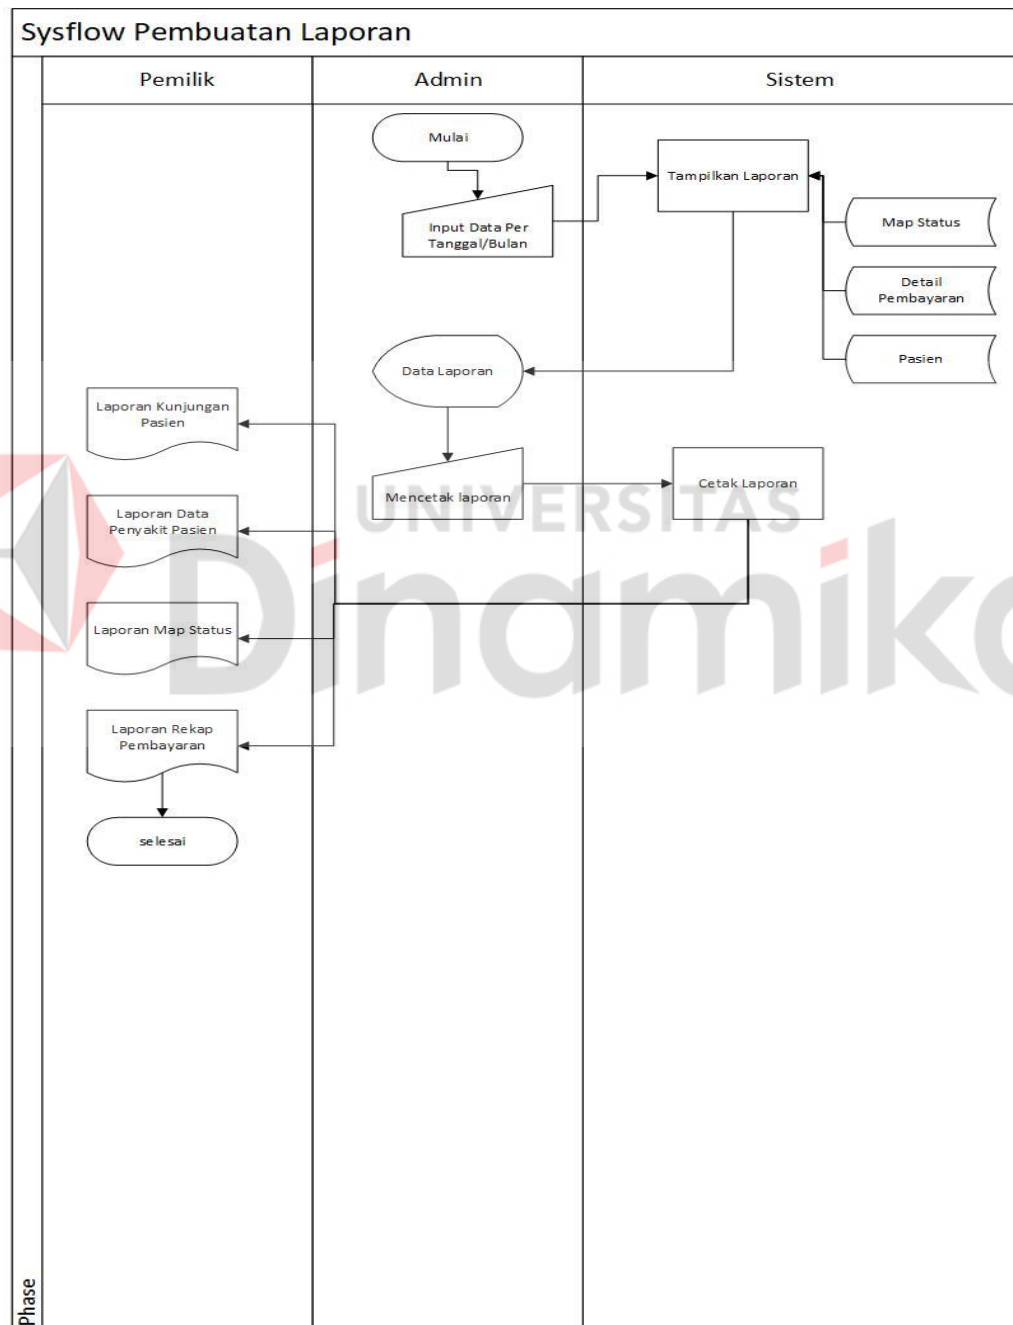 Sysflow Pembuatan Laporan
Pemilik
Admin
Sistem
Mulai
Tampilkan Laporan
Input Data Per
Tanggal/Bulan
Map Status
Detail
Pembayaran
Pasien
Data Laporan
Laporan Kunjungan
Pasien
Mencetak laporan
Cetak Laporan
UNIVERSITAS
Dinamika
Laporan Data
Penyakit Pasien
Laporan Map Status
Laporan Rekap
Pembayaran
selesai
Phase